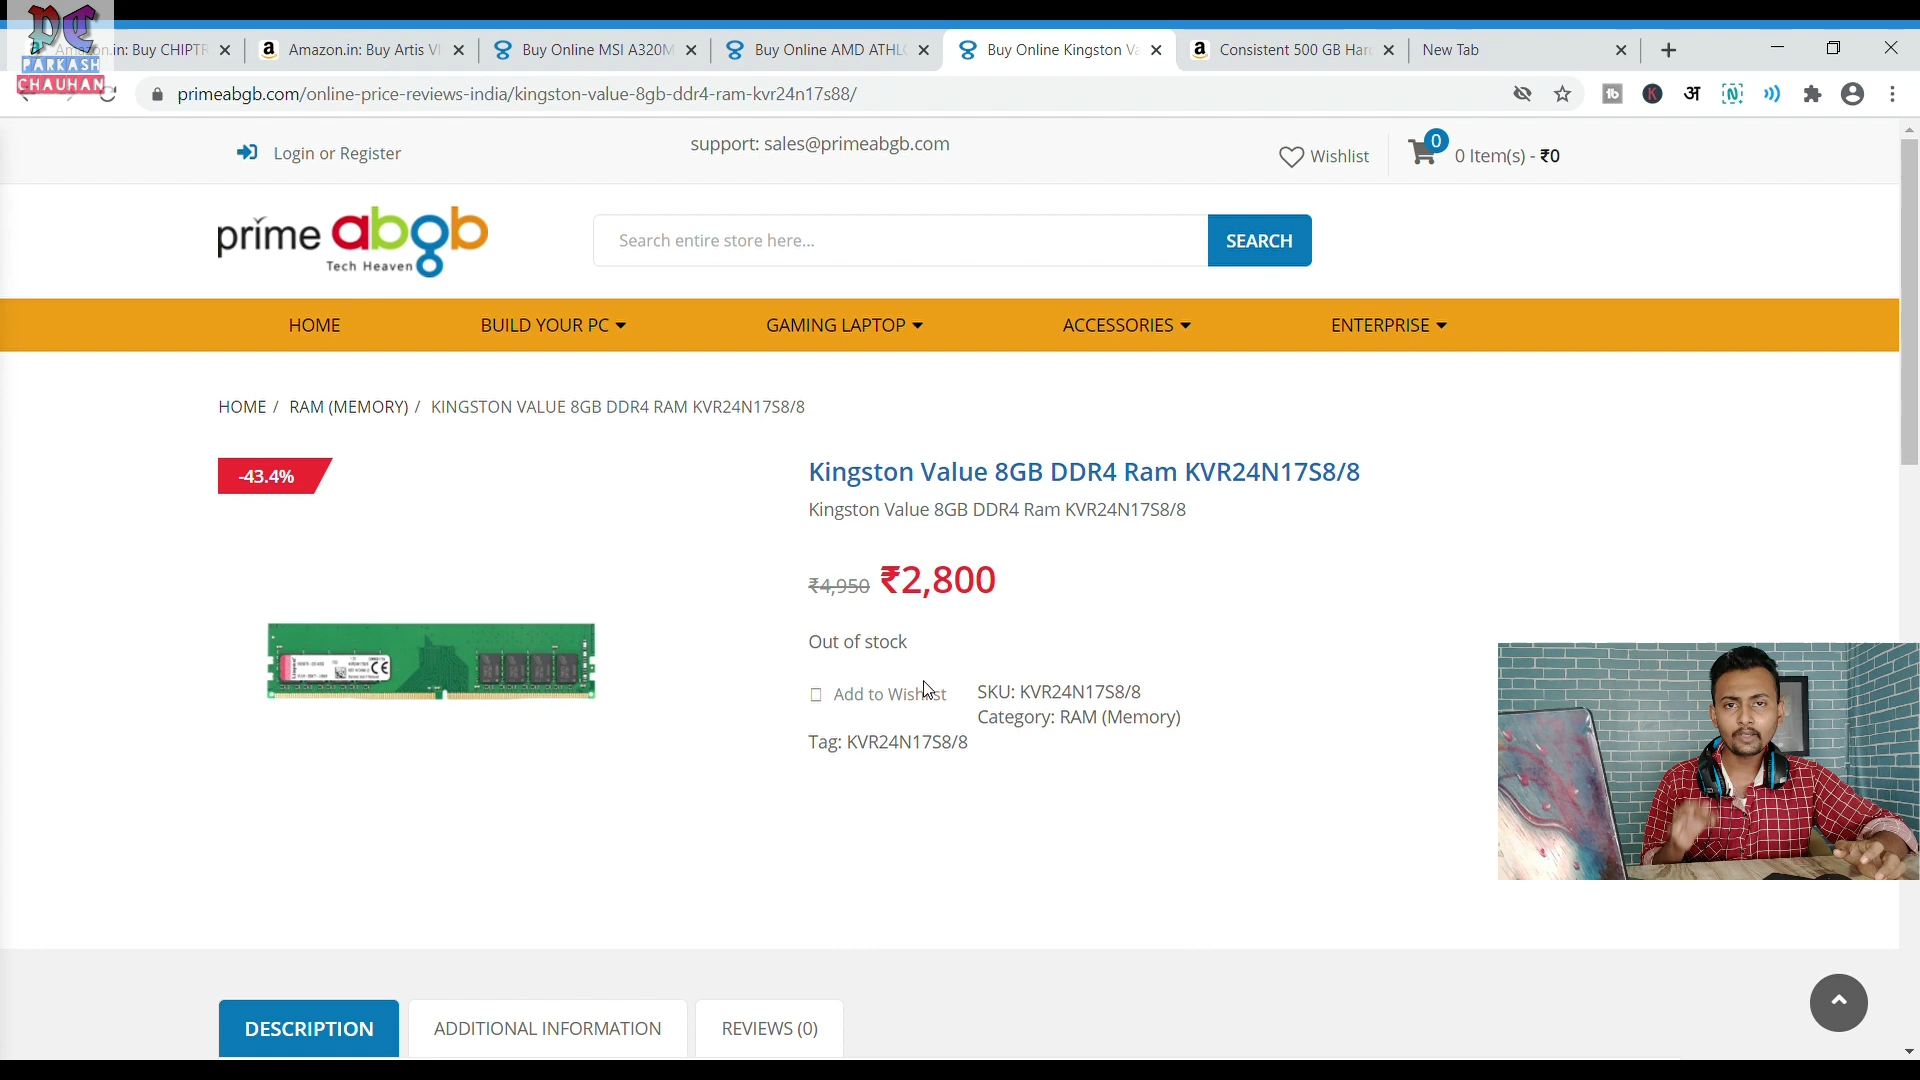 PC
PARKASH
CHAUHAN
Amazon.in: Buy CHIPTR
Amazon.in: Buy Artis V
Buy Online MSI A320M
Buy Online AMD ATHL
Buy Online Kingston Va
Consistent 500 GB Har
New Tab
primeabgb.com/online-price-reviews-india/kingston-value-8gb-ddr4-ram-kvr24n17s88/
Login or Register
support: sales@primeabgb.com
Wishlist
0
0 Item(s) - ₹0
prime abgb
Tech Heaven
Search entire store here...
SEARCH
HOME
BUILD YOUR PC
GAMING LAPTOP
ACCESSORIES
ENTERPRISE
HOME / RAM (MEMORY) / KINGSTON VALUE 8GB DDR4 RAM KVR24N17S8/8
-43.4%
Kingston Value 8GB DDR4 Ram KVR24N17S8/8
Kingston Value 8GB DDR4 Ram KVR24N17S8/8
₹4,950 ₹2,800
Out of stock
Add to Wishlist
SKU: KVR24N17S8/8
Category: RAM (Memory)
Tag: KVR24N17S8/8
DESCRIPTION
ADDITIONAL INFORMATION
REVIEWS (0)